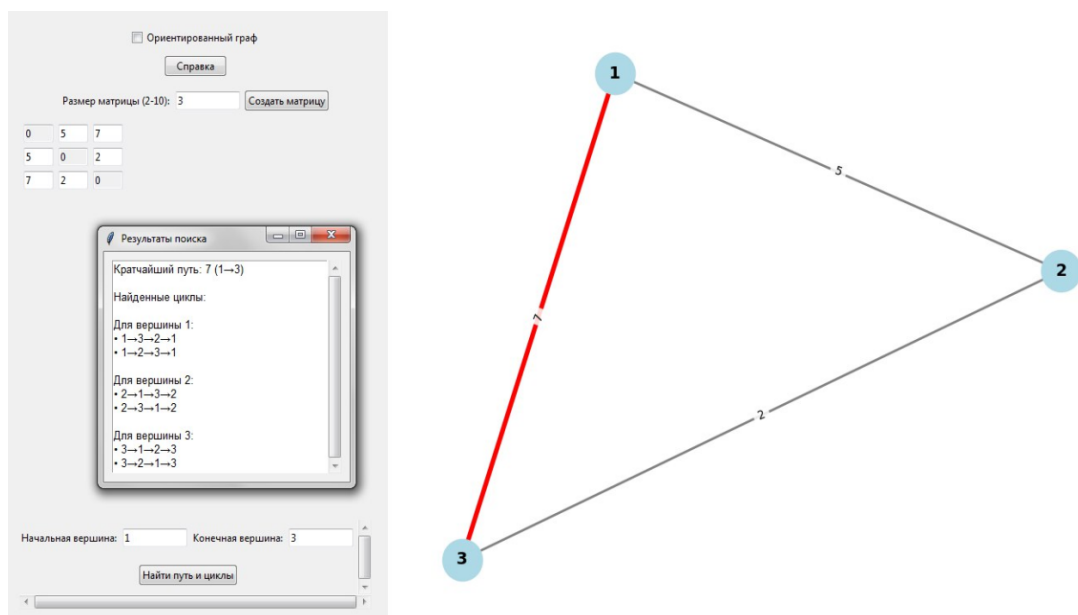 Ориентированный граф
Справка
Размер матрицы (2-10): 3 Создать матрицу
0 5 7
5 0 2
7 2 0
Результаты поиска
Кратчайший путь: 7 (1→3)
Найденные циклы:
Для вершины 1:
• 1→3→2→1
• 1→2→3→1
Для вершины 2:
• 2→1→3→2
• 2→3→1→2
Для вершины 3:
• 3→1→2→3
• 3→2→1→3
Начальная вершина: 1 Конечная вершина: 3
Найти путь и циклы
1
5
2
7
2
3